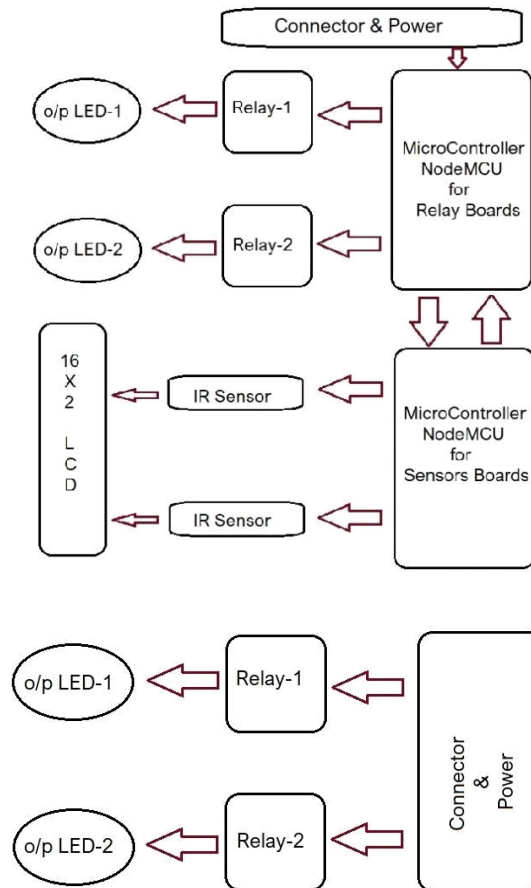 Connector & Power
o/p LED-1
Relay-1
MicroController
NodeMCU
for
Relay Boards
o/p LED-2
Relay-2
16
X
2
L
C
D
IR Sensor
MicroController
NodeMCU
for
Sensors Boards
IR Sensor
o/p LED-1
Relay-1
Connector
&
Power
o/p LED-2
Relay-2